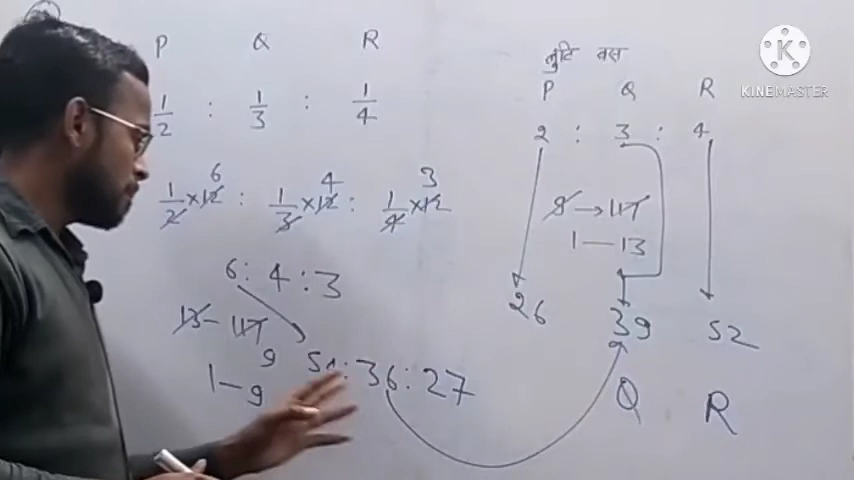 P Q R
1/2 : 1/3 : 1/4
1/2 × 12 6 : 1/3 × 12 4 : 1/4 × 12 3
6 : 4 : 3
13 – 117
1 – 9
9
54 : 36 : 27
त्रुटि वस
P Q R
2 : 3 : 4
9 → 117
1 – 13
26 39 52
Q R
K
KINEMASTER